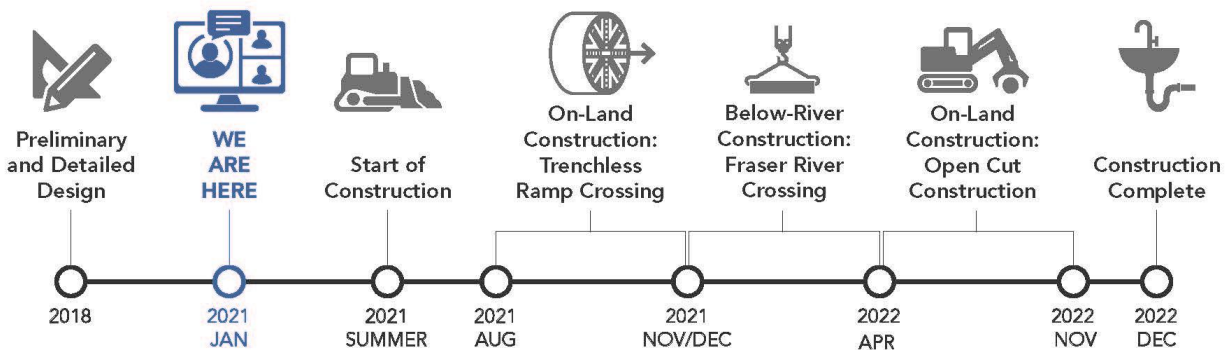 Preliminary
and Detailed
Design
WE
ARE
HERE
Start of
Construction
On-Land
Construction:
Trenchless
Ramp Crossing
Below-River
Construction:
Fraser River
Crossing
On-Land
Construction:
Open Cut
Construction
Construction
Complete
2018
2021
JAN
2021
SUMMER
2021
AUG
2021
NOV/DEC
2022
APR
2022
NOV
2022
DEC